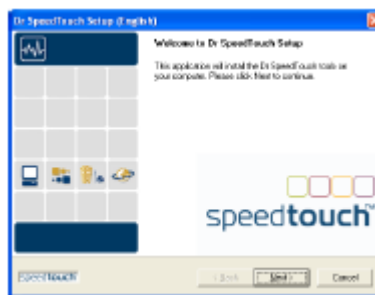 Dr SpeedTouch Setup (English)
Welcome to Dr SpeedTouch Setup
This application will install the Dr SpeedTouch tools on
your computer. Please click Next to continue.
speedtouch™
speedtouch
< Back Next > Cancel